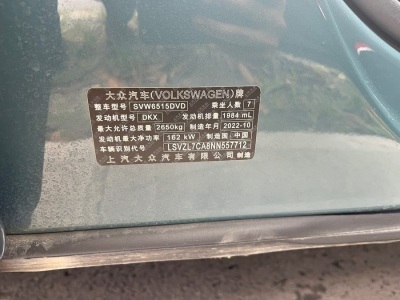 大众汽车(VOLKSWAGEN)牌
整车型号 SVW6515DVD 乘坐人数 7
发动机型号 DKX 发动机排量 1984 mL
最大允许总质量 2650kg 制造年月 2022-10
发动机最大净功率 162 kW 制造国 中国
车辆识别代号 LSVZL7CA8NN557712
上汽大众汽车有限公司 制造